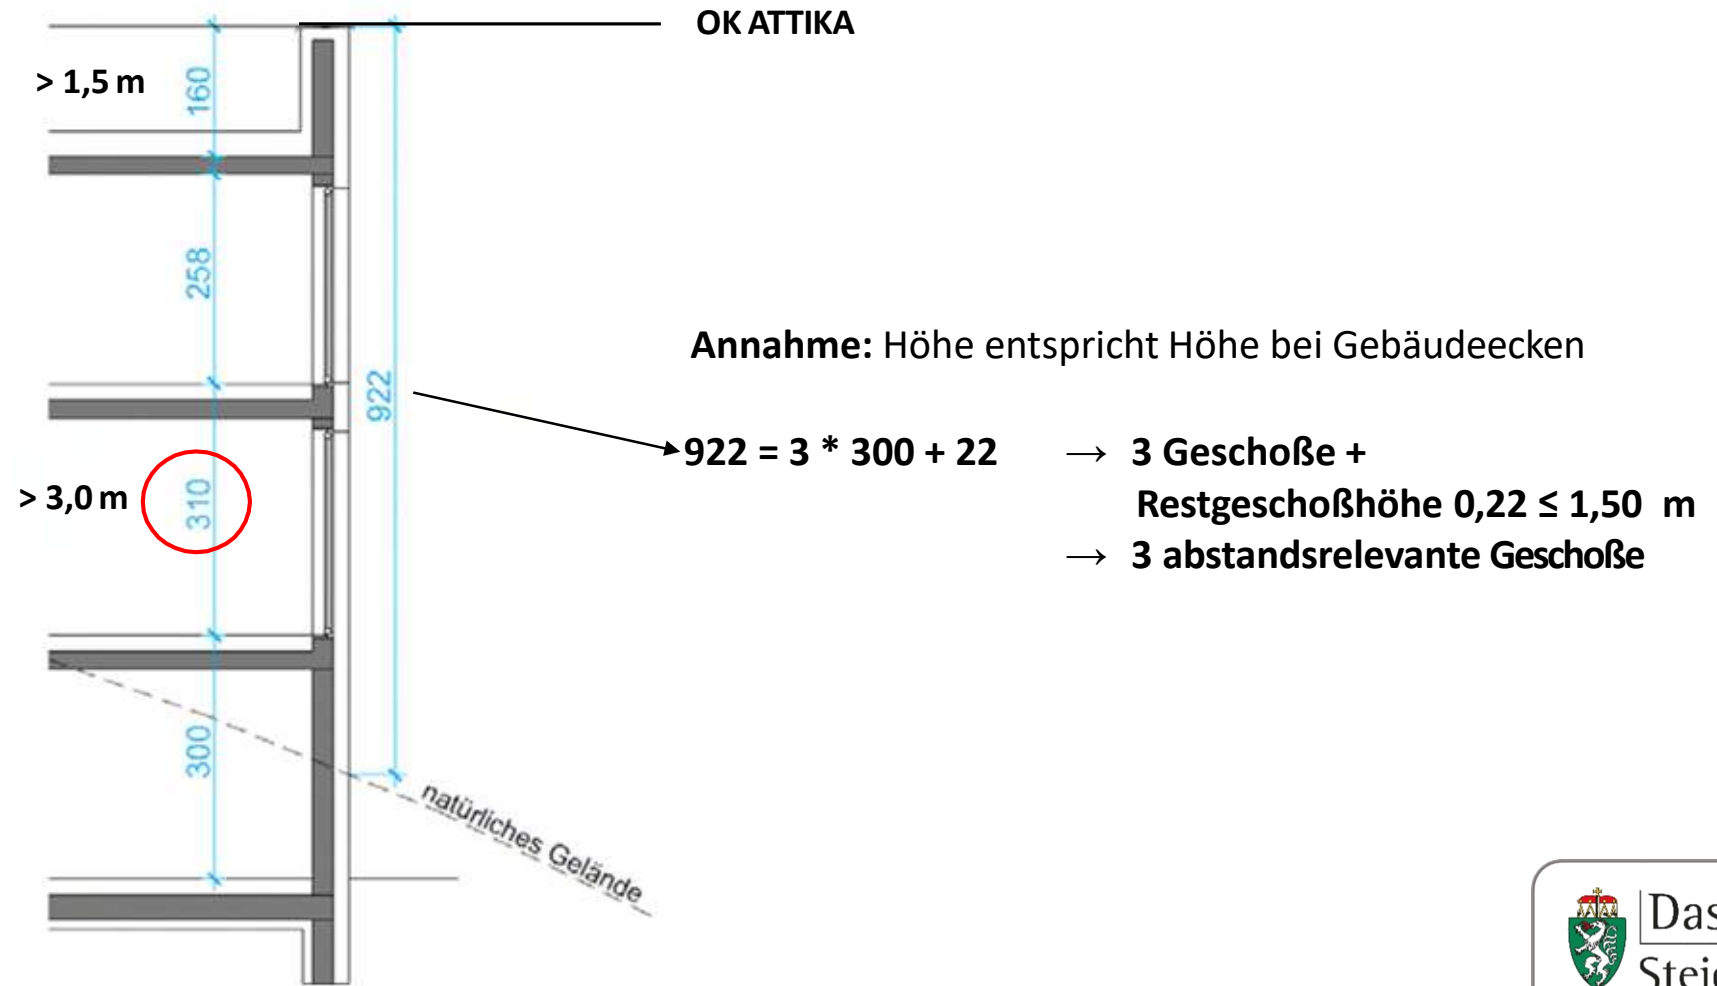 OK ATTIKA
> 1,5 m
160
258
922
Annahme: Höhe entspricht Höhe bei Gebäudeecken
922 = 3 * 300 + 22 → 3 Geschoße +
Restgeschoßhöhe 0,22 ≤ 1,50 m
→ 3 abstandsrelevante Geschoße
> 3,0 m
310
300
natürliches Gelände
Das
Steie